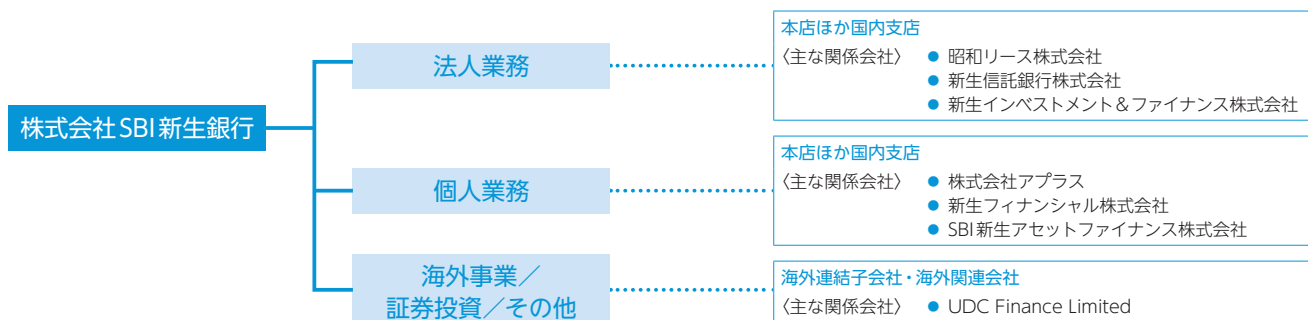 株式会社SBI新生銀行
法人業務
本店ほか国内支店
〈主な関係会社〉 ● 昭和リース株式会社
● 新生信託銀行株式会社
● 新生インベストメント&ファイナンス株式会社
個人業務
本店ほか国内支店
〈主な関係会社〉 ● 株式会社アプラス
● 新生フィナンシャル株式会社
● SBI新生アセットファイナンス株式会社
海外事業/
証券投資/その他
海外連結子会社・海外関連会社
〈主な関係会社〉 ● UDC Finance Limited